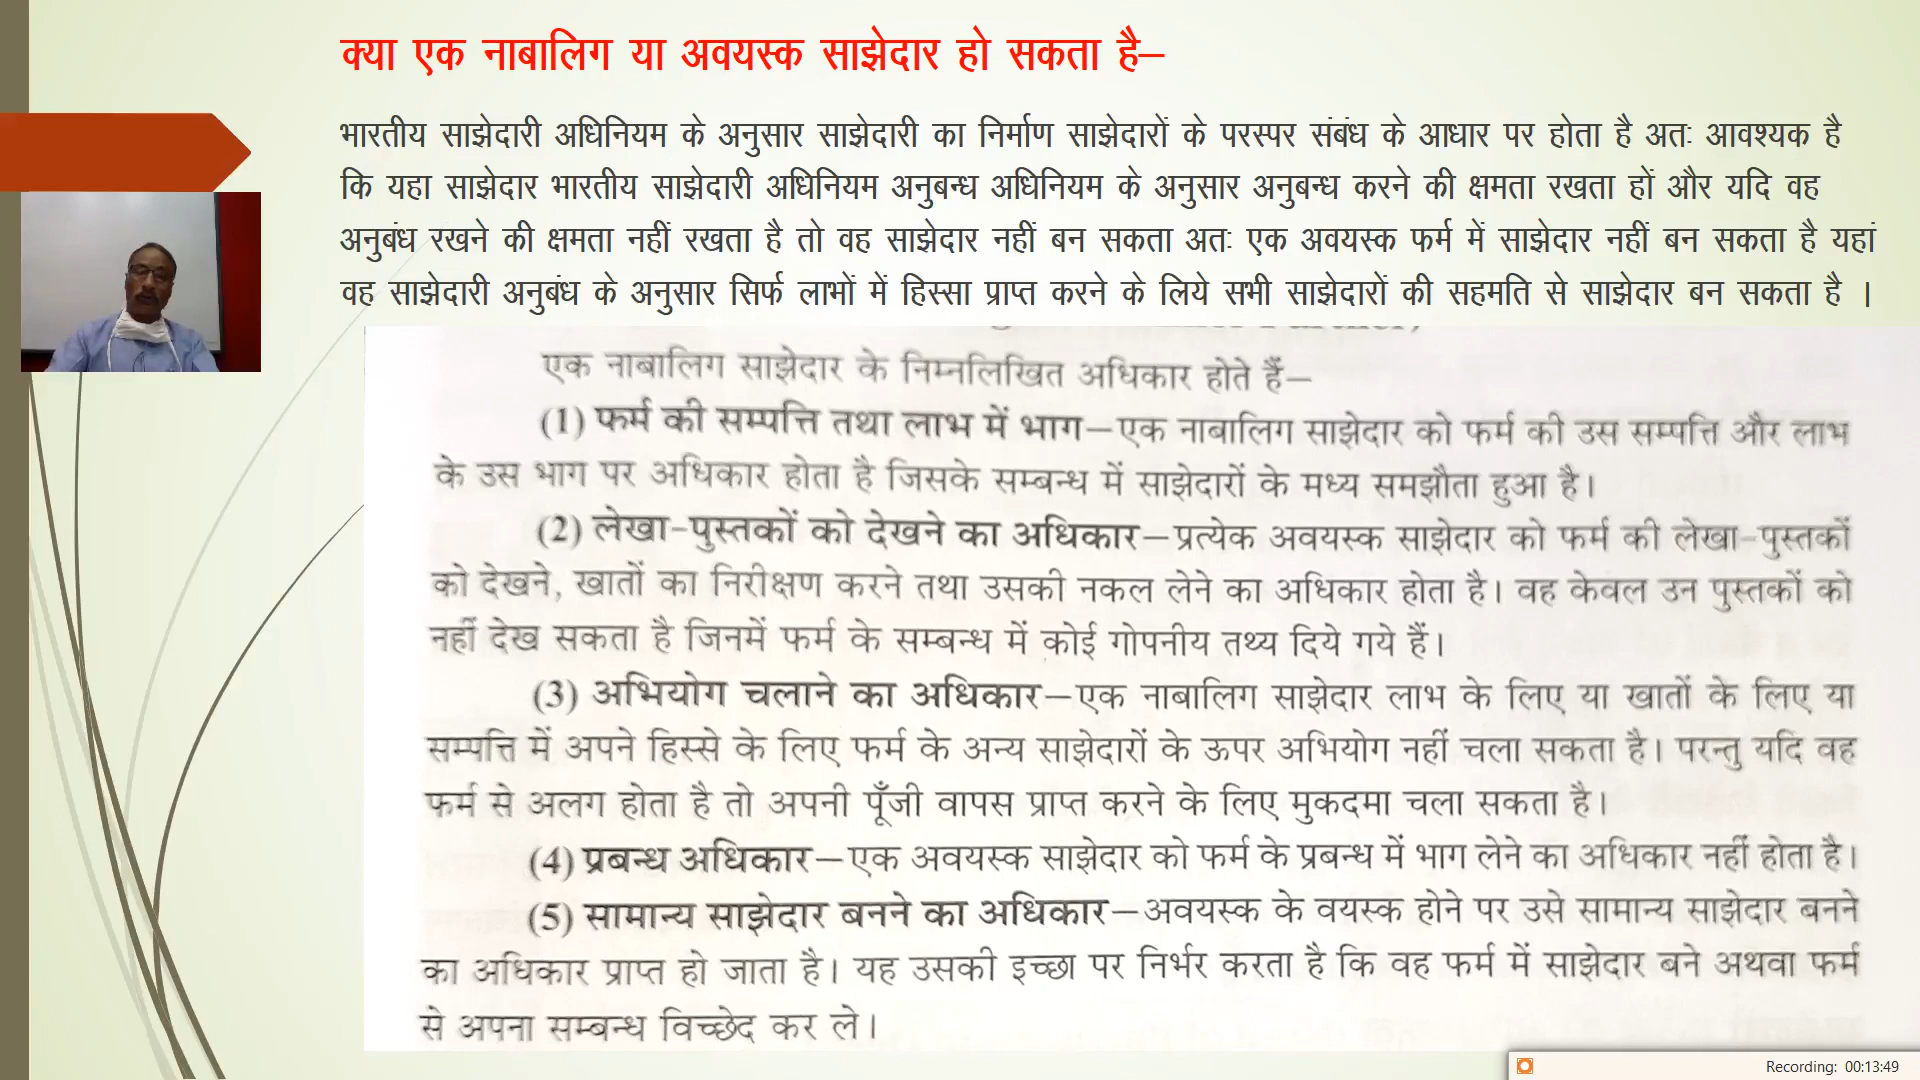 क्या एक नाबालिग या अवयस्क साझेदार हो सकता है–
भारतीय साझेदारी अधिनियम के अनुसार साझेदारी का निर्माण साझेदारों के परस्पर संबंध के आधार पर होता है अतः आवश्यक है
कि यहा साझेदार भारतीय साझेदारी अधिनियम अनुबन्ध अधिनियम के अनुसार अनुबन्ध करने की क्षमता रखता हों और यदि वह
अनुबंध रखने की क्षमता नहीं रखता है तो वह साझेदार नहीं बन सकता अतः एक अवयस्क फर्म में साझेदार नहीं बन सकता है यहां
वह साझेदारी अनुबंध के अनुसार सिर्फ लाभों में हिस्सा प्राप्त करने के लिये सभी साझेदारों की सहमति से साझेदार बन सकता है ।
एक नाबालिग साझेदार के निम्नलिखित अधिकार होते हैं—
(1) फर्म की सम्पत्ति तथा लाभ में भाग—एक नाबालिग साझेदार को फर्म की उस सम्पत्ति और लाभ
के उस भाग पर अधिकार होता है जिसके सम्बन्ध में साझेदारों के मध्य समझौता हुआ है।
(2) लेखा-पुस्तकों को देखने का अधिकार—प्रत्येक अवयस्क साझेदार को फर्म की लेखा-पुस्तकों
को देखने, खातों का निरीक्षण करने तथा उसकी नकल लेने का अधिकार होता है। वह केवल उन पुस्तकों को
नहीं देख सकता है जिनमें फर्म के सम्बन्ध में कोई गोपनीय तथ्य दिये गये हैं।
(3) अभियोग चलाने का अधिकार—एक नाबालिग साझेदार लाभ के लिए या खातों के लिए या
सम्पत्ति में अपने हिस्से के लिए फर्म के अन्य साझेदारों के ऊपर अभियोग नहीं चला सकता है। परन्तु यदि वह
फर्म से अलग होता है तो अपनी पूँजी वापस प्राप्त करने के लिए मुकदमा चला सकता है।
(4) प्रबन्ध अधिकार—एक अवयस्क साझेदार को फर्म के प्रबन्ध में भाग लेने का अधिकार नहीं होता है।
(5) सामान्य साझेदार बनने का अधिकार—अवयस्क के वयस्क होने पर उसे सामान्य साझेदार बनने
का अधिकार प्राप्त हो जाता है। यह उसकी इच्छा पर निर्भर करता है कि वह फर्म में साझेदार बने अथवा फर्म
से अपना सम्बन्ध विच्छेद कर ले।
Recording: 00:13:49